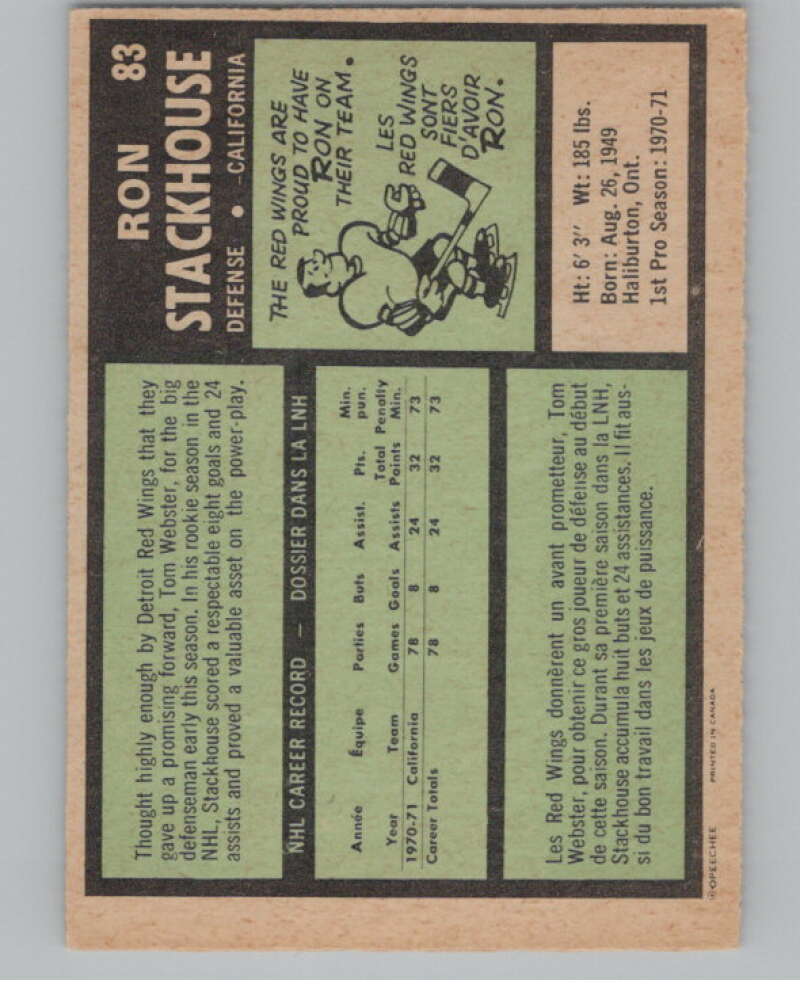 RON 83
STACKHOUSE
DEFENSE • CALIFORNIA
THE RED WINGS ARE
PROUD TO HAVE
RON ON
THEIR TEAM.
LES
RED WINGS
SONT
FIERS
D'AVOIR
RON.
Ht: 6' 3" Wt: 185 lbs.
Born: Aug. 26, 1949
Haliburton, Ont.
1st Pro Season: 1970-71
Thought highly enough by Detroit Red Wings that they
gave up a promising forward, Tom Webster, for the big
defenseman early this season. In his rookie season in the
NHL, Stackhouse scored a respectable eight goals and 24
assists and proved a valuable asset on the power-play.
NHL CAREER RECORD — DOSSIER DANS LA LNH
Année Équipe Parties Buts Assist. Pts. Min. pun.
Year Team Games Goals Assists Total Points Penalty Min.
1970-71 California 78 8 24 32 73
Career Totals 78 8 24 32 73
Les Red Wings donnèrent un avant prometteur, Tom
Webster, pour obtenir ce gros joueur de défense au début
de cette saison. Durant sa première saison dans la LNH,
Stackhouse accumula huit buts et 24 assistances. Il fit aus-
si du bon travail dans les jeux de puissance.
©OPEECHEE PRINTED IN CANADA